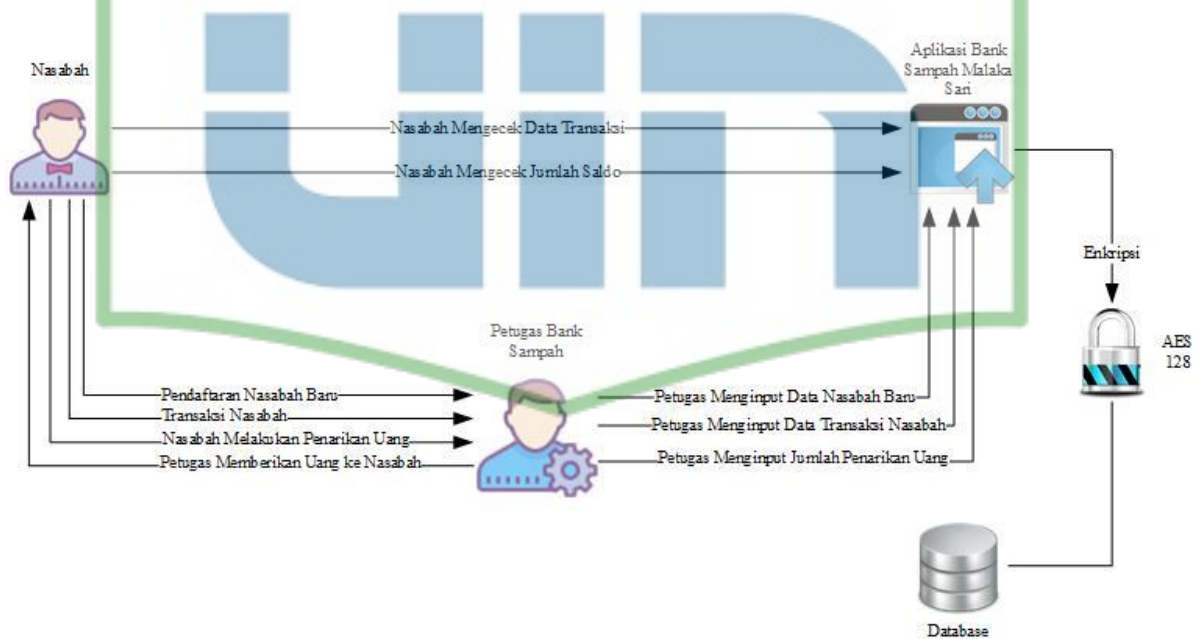 Nasabah
Aplikasi Bank
Sampah Malaka
Sari
Nasabah Mengecek Data Transaksi
Nasabah Mengecek Jumlah Saldo
Enkripsi
AES
128
Petugas Bank
Sampah
Pendaftaran Nasabah Baru
Transaksi Nasabah
Nasabah Melakukan Penarikan Uang
Petugas Memberikan Uang ke Nasabah
Petugas Menginput Data Nasabah Baru
Petugas Menginput Data Transaksi Nasabah
Petugas Menginput Jumlah Penarikan Uang
Database
uin